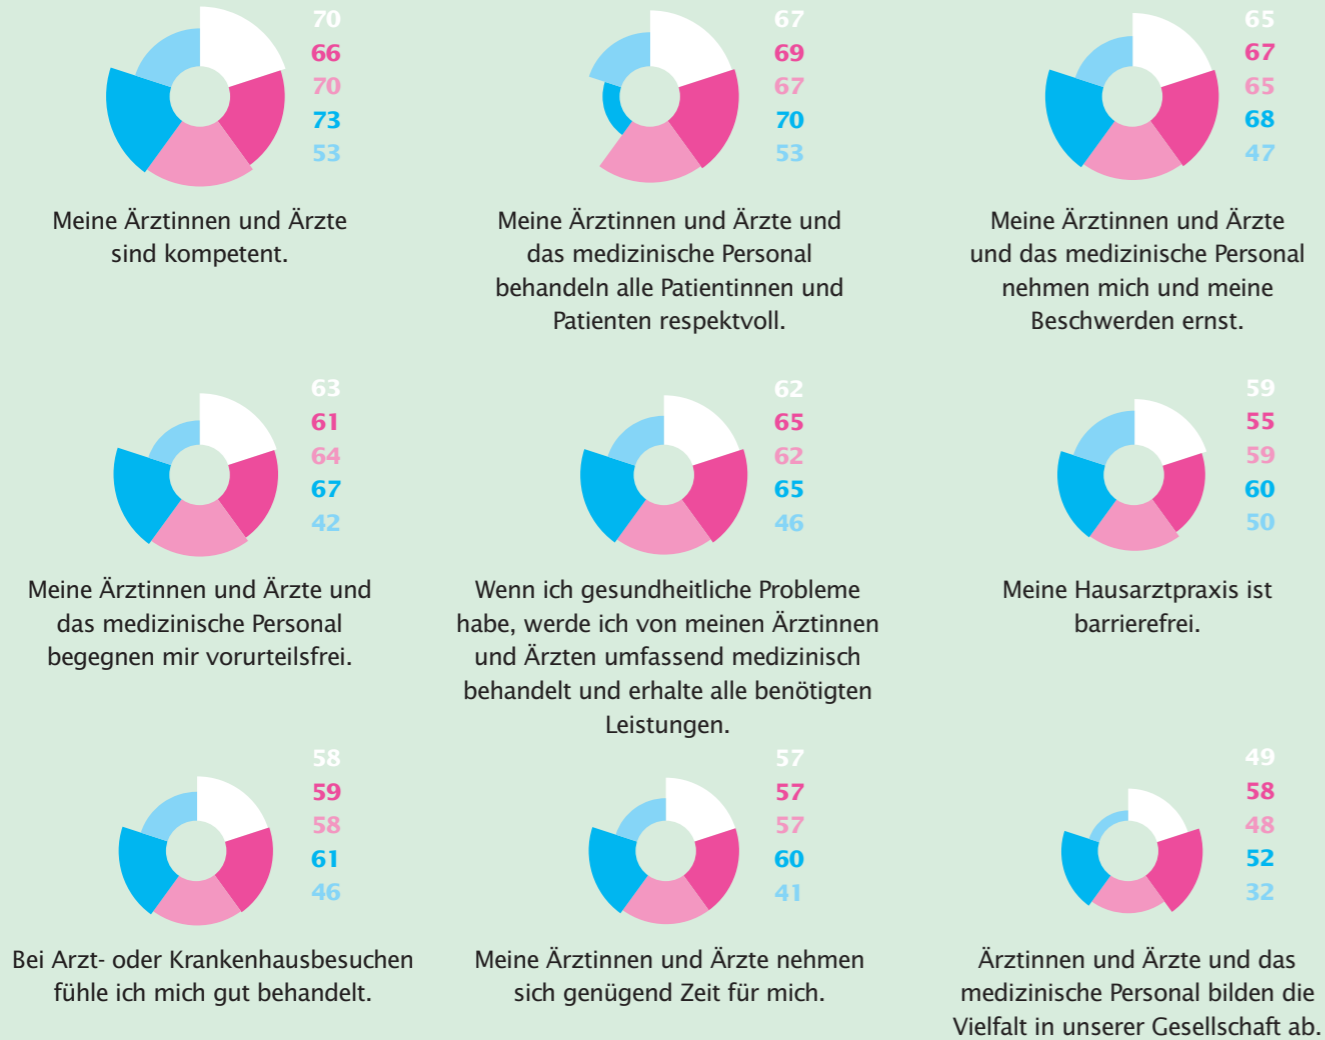 70
66
70
73
53
Meine Ärztinnen und Ärzte
sind kompetent.
67
69
67
70
53
Meine Ärztinnen und Ärzte und
das medizinische Personal
behandeln alle Patientinnen und
Patienten respektvoll.
65
67
65
68
47
Meine Ärztinnen und Ärzte
und das medizinische Personal
nehmen mich und meine
Beschwerden ernst.
63
61
64
67
42
Meine Ärztinnen und Ärzte und
das medizinische Personal
begegnen mir vorurteilsfrei.
62
65
62
65
46
Wenn ich gesundheitliche Probleme
habe, werde ich von meinen Ärztinnen
und Ärzten umfassend medizinisch
behandelt und erhalte alle benötigten
Leistungen.
59
55
59
60
50
Meine Hausarztpraxis ist
barrierefrei.
58
59
58
61
46
Bei Arzt- oder Krankenhausbesuchen
fühle ich mich gut behandelt.
57
57
57
60
41
Meine Ärztinnen und Ärzte nehmen
sich genügend Zeit für mich.
49
58
48
52
32
Ärztinnen und Ärzte und das
medizinische Personal bilden die
Vielfalt in unserer Gesellschaft ab.